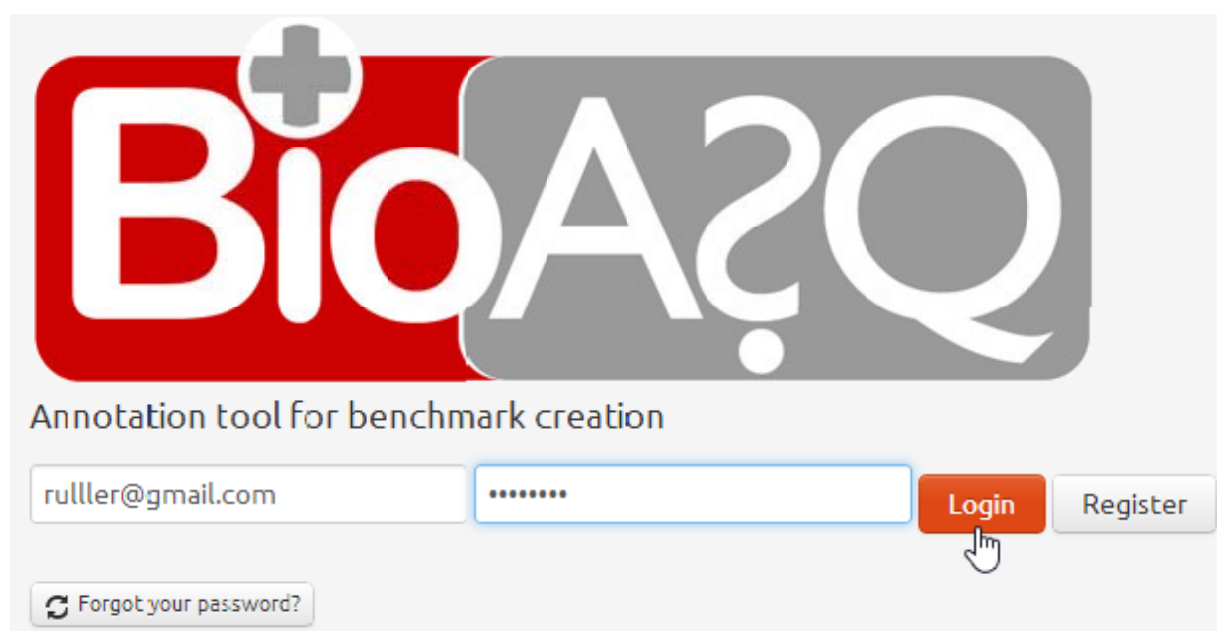 BioASQ
Annotation tool for benchmark creation
rulller@gmail.com •••••••• Login Register
Forgot your password?